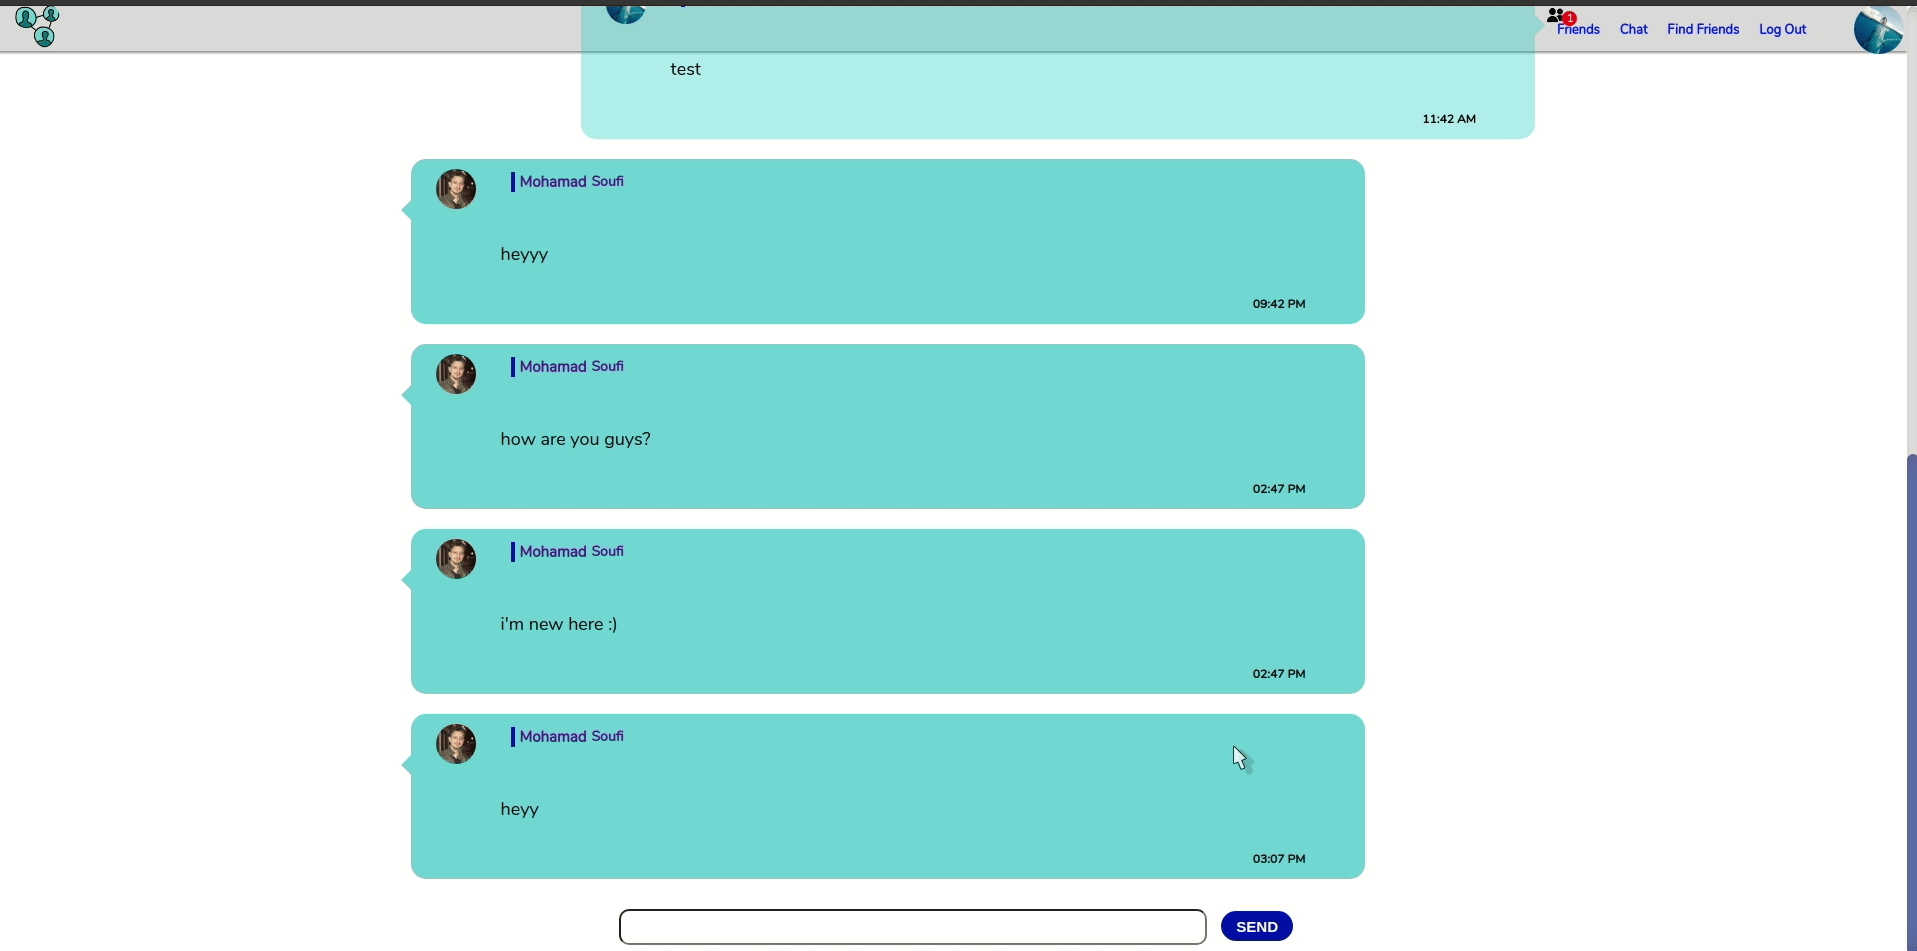 1
Friends Chat Find Friends Log Out
test
11:42 AM
Mohamad Soufi
heyyy
09:42 PM
Mohamad Soufi
how are you guys?
02:47 PM
Mohamad Soufi
i'm new here :)
02:47 PM
Mohamad Soufi
heyy
03:07 PM
SEND